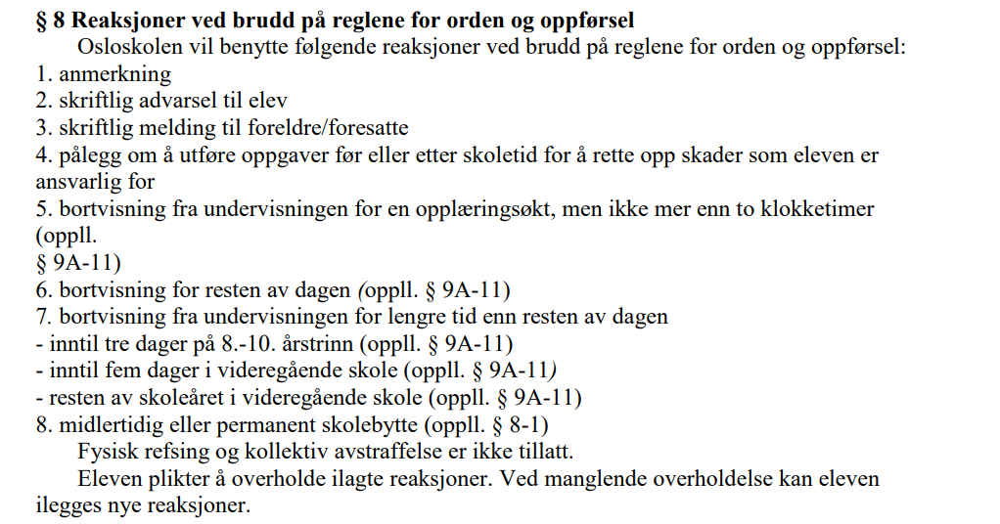 § 8 Reaksjoner ved brudd på reglene for orden og oppførsel
Osloskolen vil benytte følgende reaksjoner ved brudd på reglene for orden og oppførsel:
1. anmerkning
2. skriftlig advarsel til elev
3. skriftlig melding til foreldre/foresatte
4. pålegg om å utføre oppgaver før eller etter skoletid for å rette opp skader som eleven er
ansvarlig for
5. bortvisning fra undervisningen for en opplæringsøkt, men ikke mer enn to klokketimer
(oppll.
§ 9A-11)
6. bortvisning for resten av dagen (oppll. § 9A-11)
7. bortvisning fra undervisningen for lengre tid enn resten av dagen
- inntil tre dager på 8.-10. årstrinn (oppll. § 9A-11)
- inntil fem dager i videregående skole (oppll. § 9A-11)
- resten av skoleåret i videregående skole (oppll. § 9A-11)
8. midlertidig eller permanent skolebytte (oppll. § 8-1)
Fysisk refsing og kollektiv avstraffelse er ikke tillatt.
Eleven plikter å overholde ilagte reaksjoner. Ved manglende overholdelse kan eleven
ilegges nye reaksjoner.